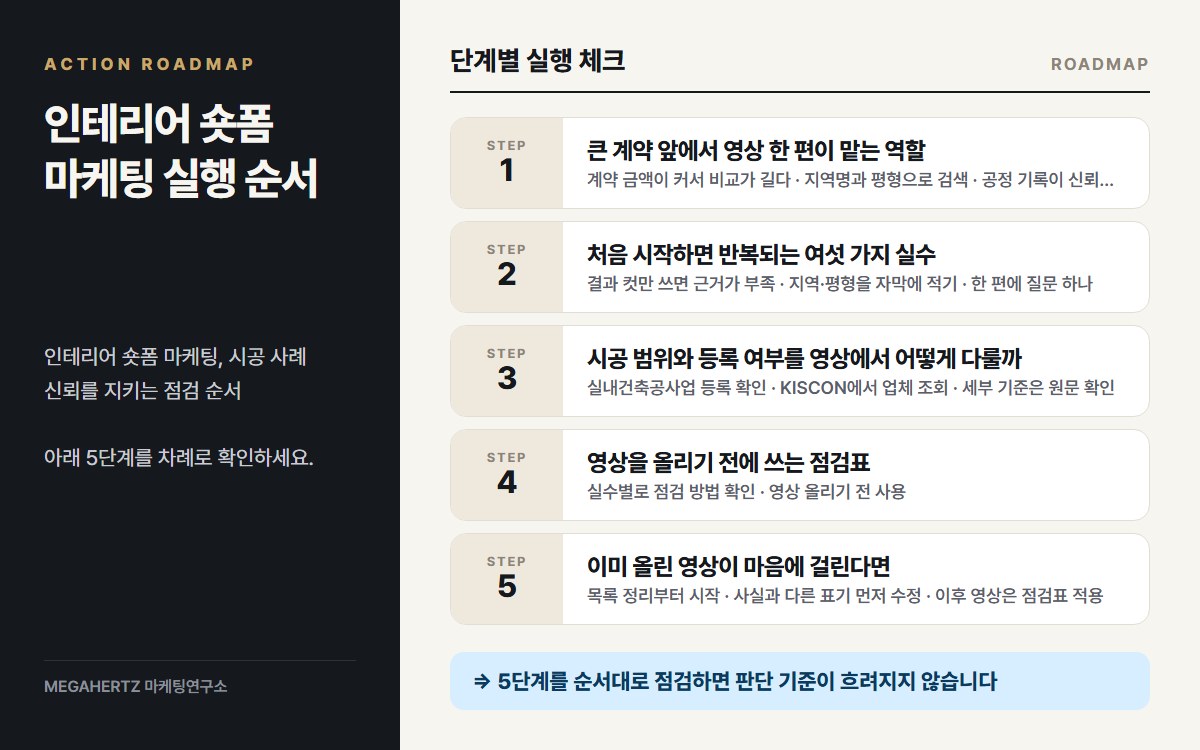 ACTION ROADMAP
인테리어 숏폼
마케팅 실행 순서
인테리어 숏폼 마케팅, 시공 사례
신뢰를 지키는 점검 순서
아래 5단계를 차례로 확인하세요.
MEGAHERTZ 마케팅연구소
단계별 실행 체크
ROADMAP
STEP
1
큰 계약 앞에서 영상 한 편이 맡는 역할
계약 금액이 커서 비교가 길다 · 지역명과 평형으로 검색 · 공정 기록이 신뢰...
STEP
2
처음 시작하면 반복되는 여섯 가지 실수
결과 컷만 쓰면 근거가 부족 · 지역·평형을 자막에 적기 · 한 편에 질문 하나
STEP
3
시공 범위와 등록 여부를 영상에서 어떻게 다룰까
실내건축공사업 등록 확인 · KISCON에서 업체 조회 · 세부 기준은 원문 확인
STEP
4
영상을 올리기 전에 쓰는 점검표
실수별로 점검 방법 확인 · 영상 올리기 전 사용
STEP
5
이미 올린 영상이 마음에 걸린다면
목록 정리부터 시작 · 사실과 다른 표기 먼저 수정 · 이후 영상은 점검표 적용
→ 5단계를 순서대로 점검하면 판단 기준이 흐려지지 않습니다